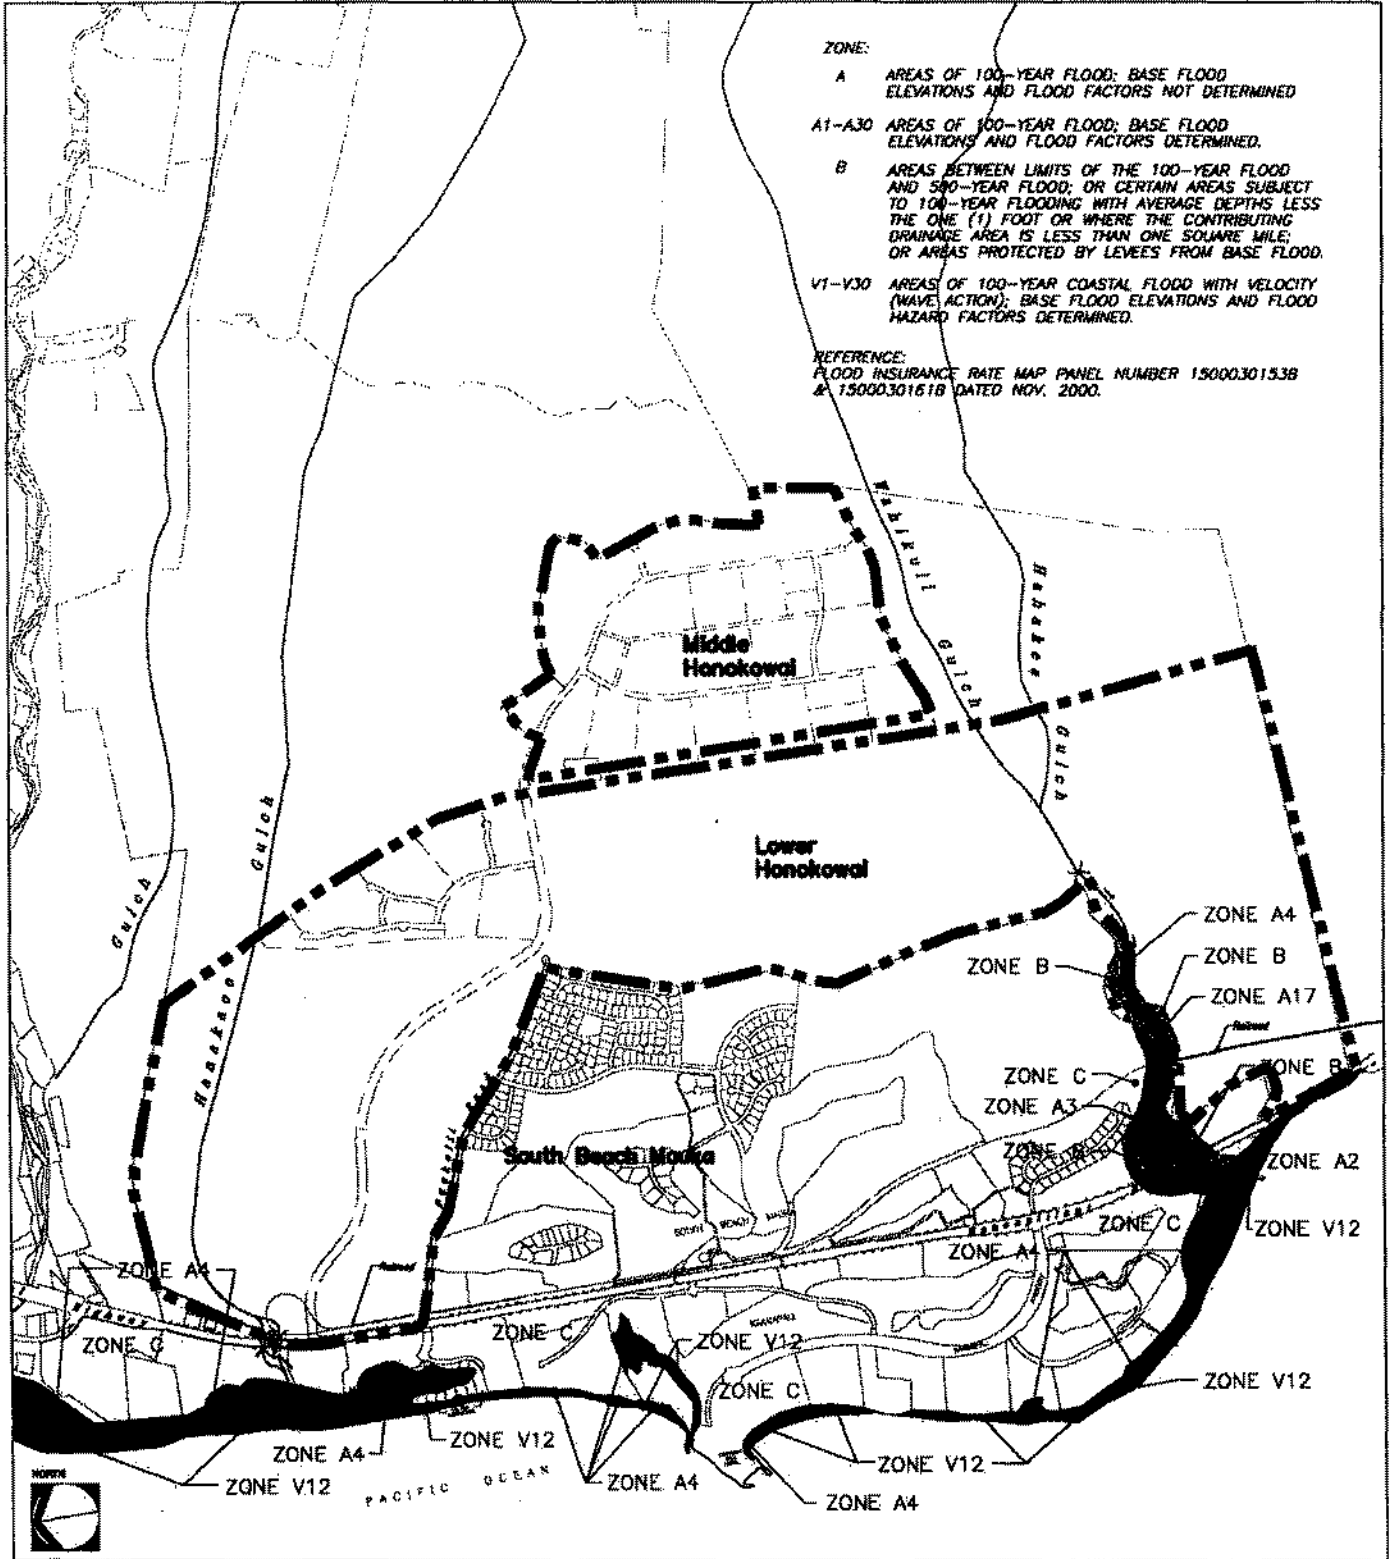 ZONE:
A AREAS OF 100-YEAR FLOOD; BASE FLOOD
ELEVATIONS AND FLOOD FACTORS NOT DETERMINED
A1-A30 AREAS OF 100-YEAR FLOOD; BASE FLOOD
ELEVATIONS AND FLOOD FACTORS DETERMINED.
B AREAS BETWEEN LIMITS OF THE 100-YEAR FLOOD
AND 500-YEAR FLOOD; OR CERTAIN AREAS SUBJECT
TO 100-YEAR FLOODING WITH AVERAGE DEPTHS LESS
THE ONE (1) FOOT OR WHERE THE CONTRIBUTING
DRAINAGE AREA IS LESS THAN ONE SQUARE MILE;
OR AREAS PROTECTED BY LEVEES FROM BASE FLOOD.
V1-V30 AREAS OF 100-YEAR COASTAL FLOOD WITH VELOCITY
(WAVE ACTION); BASE FLOOD ELEVATIONS AND FLOOD
HAZARD FACTORS DETERMINED.
REFERENCE:
FLOOD INSURANCE RATE MAP PANEL NUMBER 1500030153B
& 1500030161B DATED NOV. 2000.
Gulch
Hahakea
Gulch
Middle
Honokowai
Gulch
Lower
Honokowai
Gulch
Hanakaoo
ZONE A4
ZONE B
ZONE B
ZONE A17
Railroad
ZONE B
ZONE C
ZONE A3
South Beach Mauka
ZONE A2
SOUTH BEACH MAUKA
ZONE C
ZONE V12
ZONE A4
ZONE A4
Railroad
ZONE C
ZONE C
ZONE V12
ZONE C
ZONE V12
ZONE A4
ZONE V12
ZONE V12
ZONE V12
ZONE A4
ZONE A4
PACIFIC OCEAN
NORTH